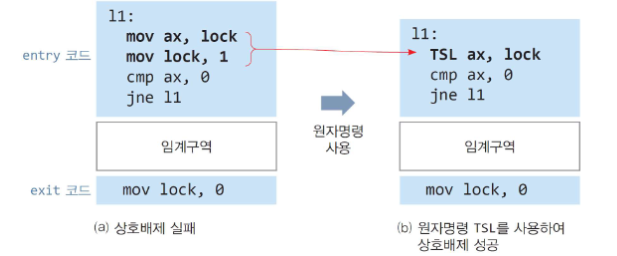 l1:
mov ax, lock
mov lock, 1
cmp ax, 0
jne l1
entry 코드
임계구역
exit 코드
mov lock, 0
(a) 상호배제 실패
원자명령
사용
l1:
TSL ax, lock
cmp ax, 0
jne l1
임계구역
mov lock, 0
(b) 원자명령 TSL를 사용하여
상호배제 성공